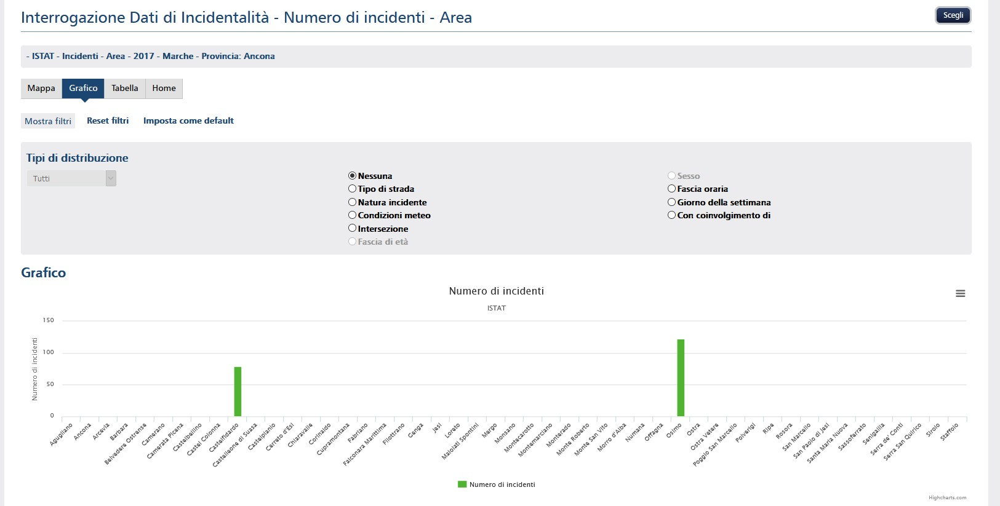 Interrogazione Dati di Incidentalità - Numero di incidenti - Area
Scegli
- ISTAT - Incidenti - Area - 2017 - Marche - Provincia: Ancona
Mappa Grafico Tabella Home
Mostra filtri Reset filtri Imposta come default
Tipi di distribuzione
Tutti
Nessuna
Tipo di strada
Natura incidente
Condizioni meteo
Intersezione
Fascia di età
Sesso
Fascia oraria
Giorno della settimana
Con coinvolgimento di
Grafico
Numero di incidenti
ISTAT
Numero di incidenti
150
100
50
0
Agugliano
Ancona
Arcevia
Barbara
Belvedere Ostrense
Camerano
Camerata Picena
Castelbellino
Castel Colonna
Castelfidardo
Castelleone di Suasa
Castelplanio
Cerreto d'Esi
Chiaravalle
Corinaldo
Cupramontana
Fabriano
Falconara Marittima
Filottrano
Genga
Jesi
Loreto
Maiolati Spontini
Mergo
Monsano
Montecarotto
Montemarciano
Monterado
Monte Roberto
Monte San Vito
Morro d'Alba
Numana
Offagna
Osimo
Ostra
Ostra Vetere
Poggio San Marcello
Polverigi
Ripe
Rosora
San Marcello
San Paolo di Jesi
Santa Maria Nuova
Sassoferrato
Senigallia
Serra de' Conti
Serra San Quirico
Sirolo
Staffolo
Numero di incidenti
Highcharts.com